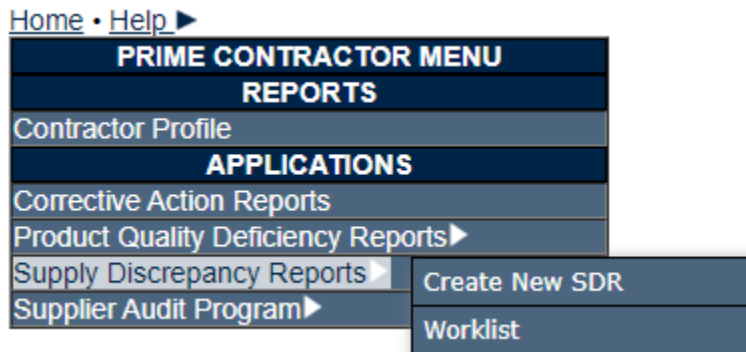 Home • Help ▶
PRIME CONTRACTOR MENU
REPORTS
Contractor Profile
APPLICATIONS
Corrective Action Reports
Product Quality Deficiency Reports▶
Supply Discrepancy Reports▶
Create New SDR
Worklist
Supplier Audit Program▶